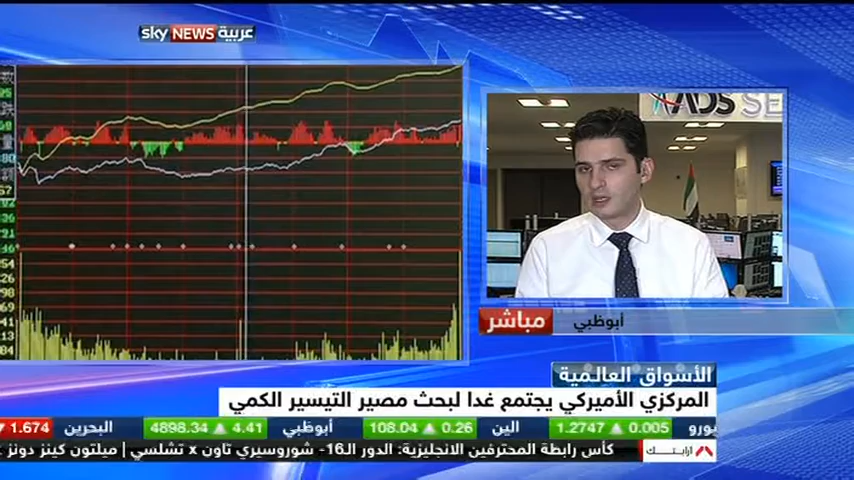 sky NEWS عربية
ADS SE
مباشر أبوظبي
الأسواق العالمية
المركزي الأميركي يجتمع غدا لبحث مصير التيسير الكمي
يورو 1.2747 ▲ 0.005 الين 108.04 ▲ 0.26 أبوظبي 4898.34 ▲ 4.41 البحرين 1.674
كأس رابطة المحترفين الانجليزية: الدور الـ16- شوروسبري تاون x تشلسي | ميلتون كينز دونز